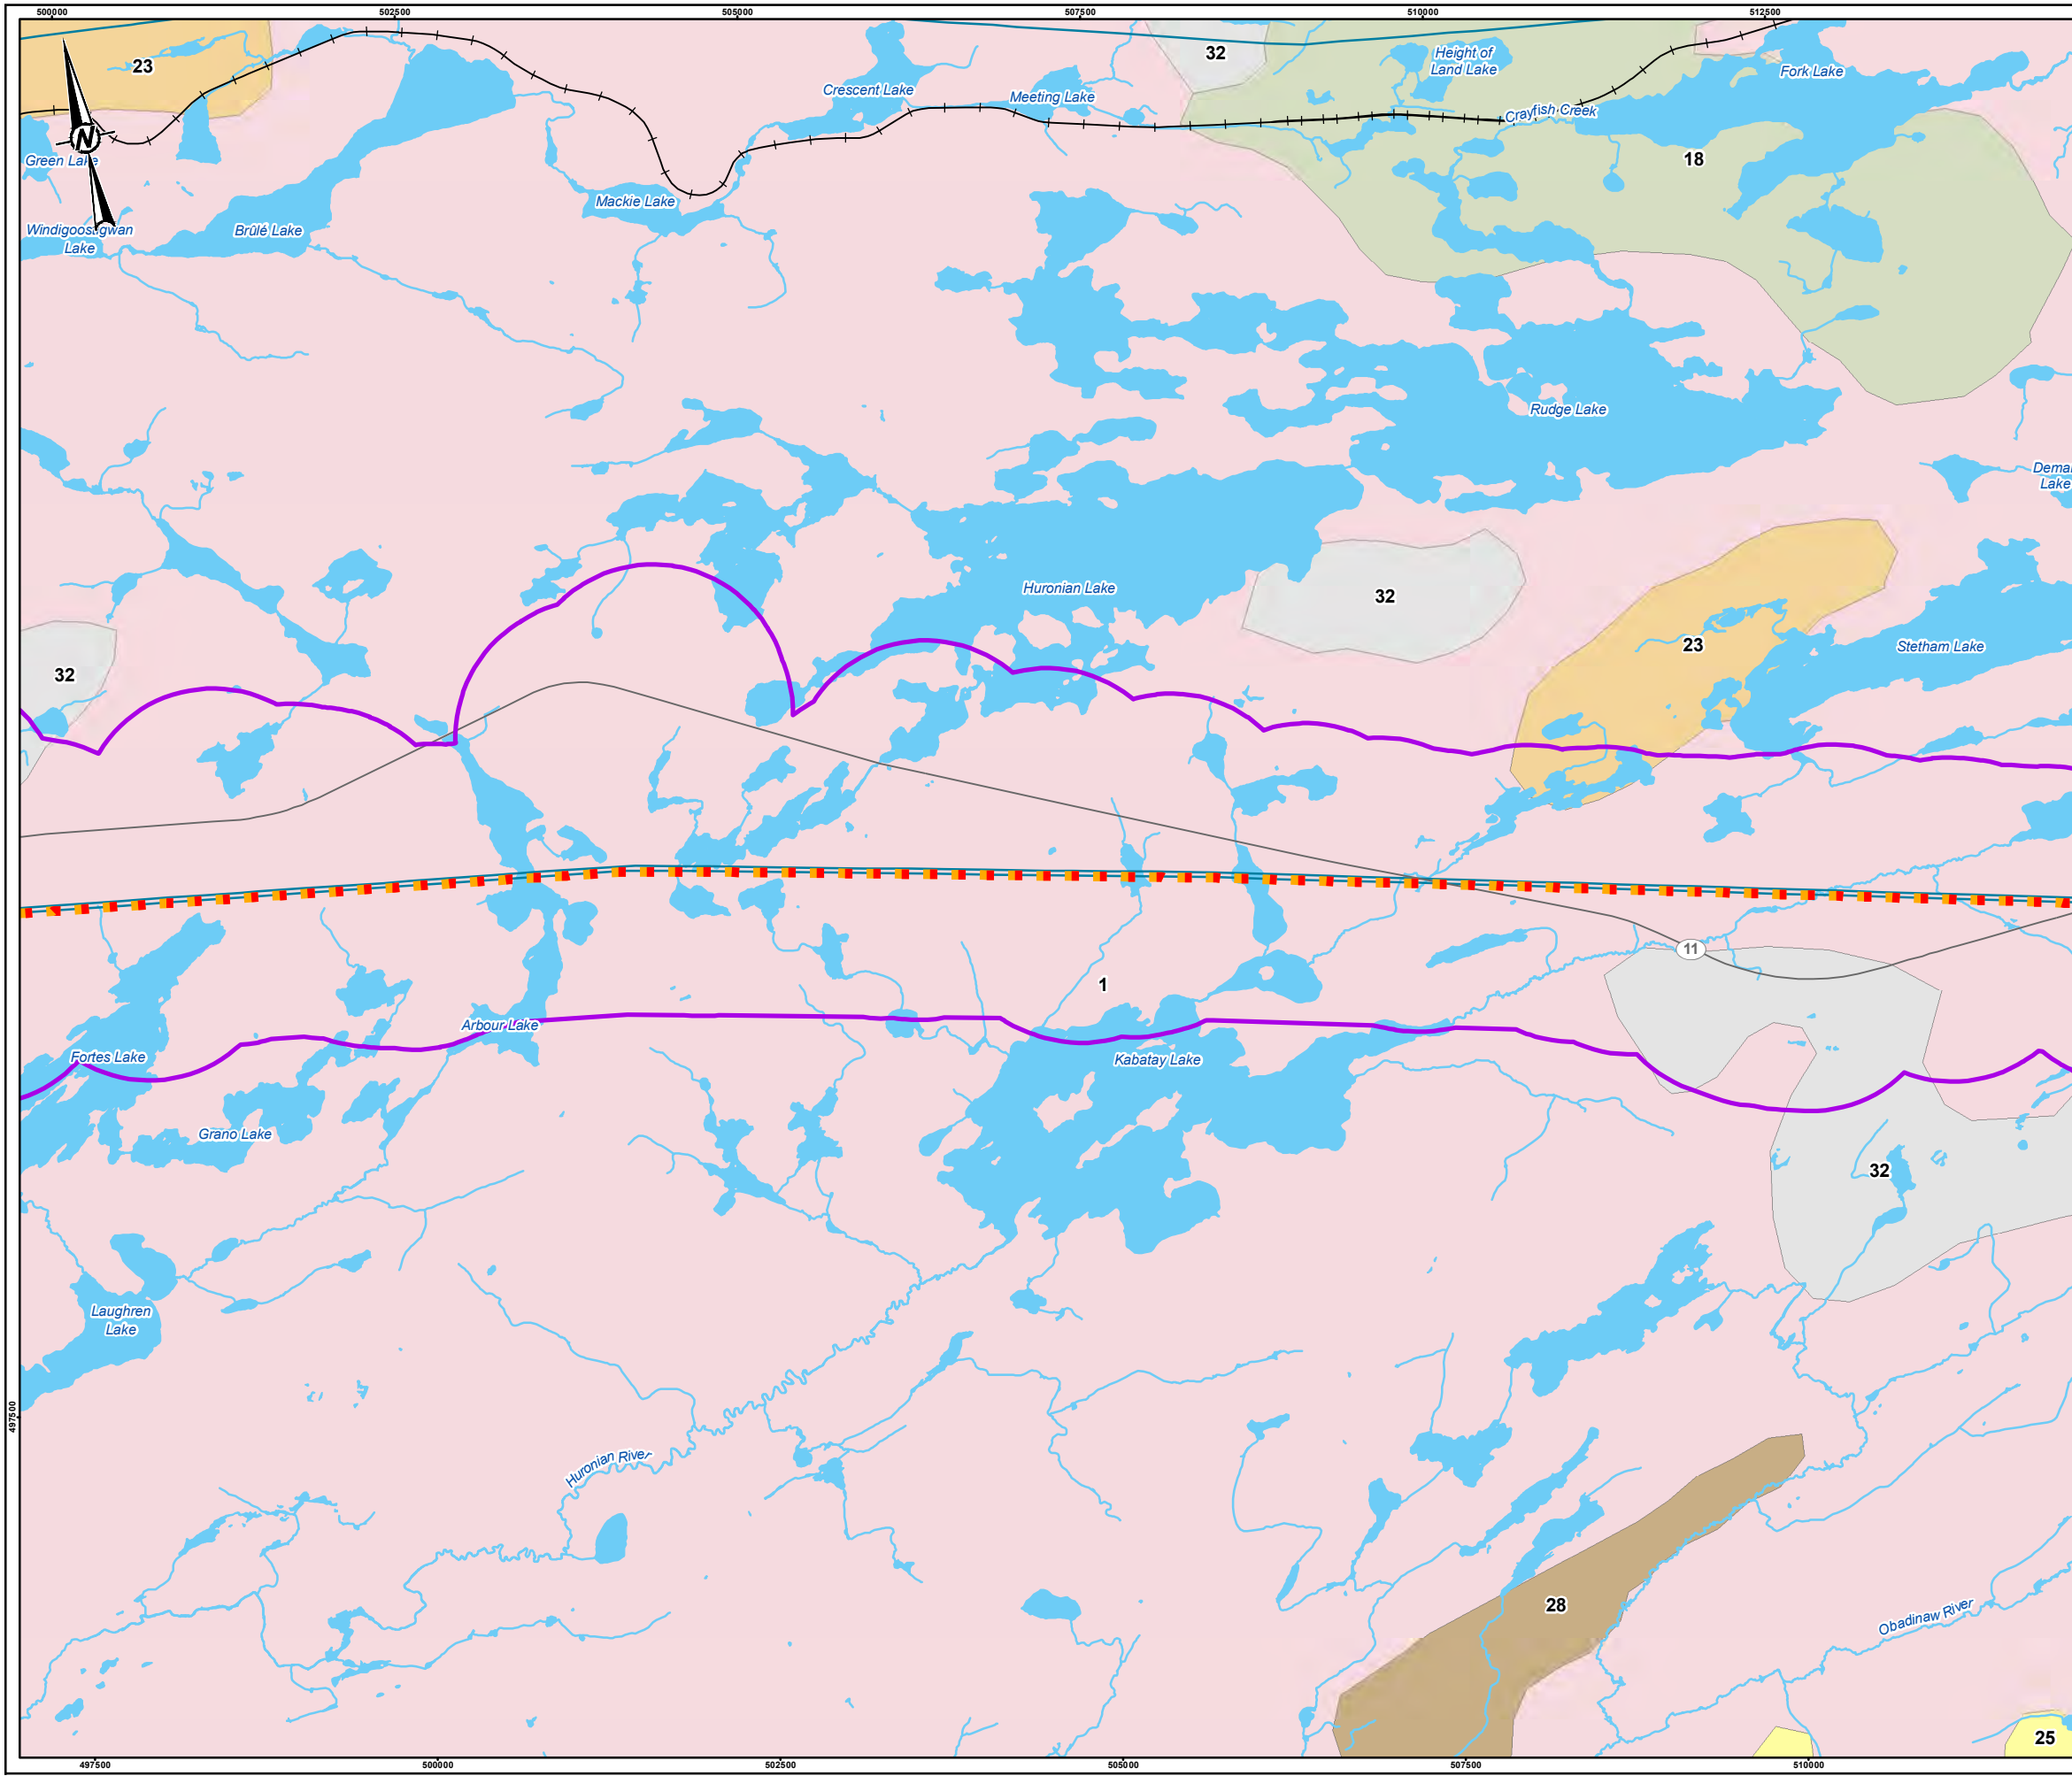 500000 502500 505000 507500 510000 512500
23
32
Height of
Land Lake
Fork Lake
Crescent Lake
Meeting Lake
Crayfish Creek
N
Green Lake
18
Mackie Lake
Windigoostigwan
Lake
Brûlé Lake
Rudge Lake
Huronian Lake
32
23
Stetham Lake
32
11
1
Arbour Lake
Fortes Lake
Kabatay Lake
Grano Lake
32
Laughren
Lake
497500
Huronian River
28
Obadinaw River
25
497500 500000 502500 505000 507500 510000